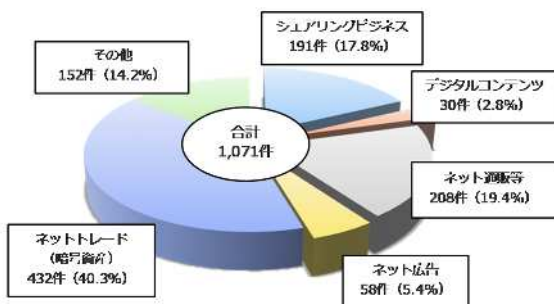 シェアリングビジネス
191件（17.8%）
デジタルコンテンツ
30件（2.8%）
ネット通販等
208件（19.4%）
ネット広告
58件（5.4%）
ネットトレード
（暗号資産）
432件（40.3%）
その他
152件（14.2%）
合計
1,071件